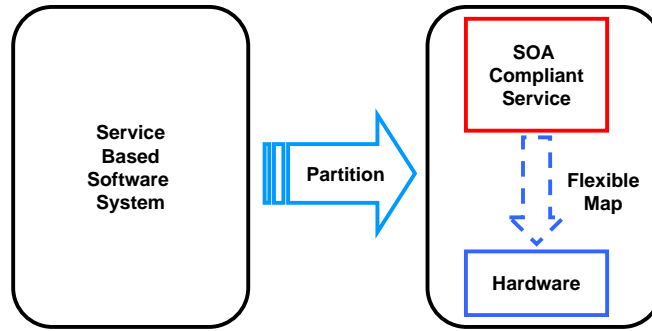 Service
Based
Software
System
Partition
SOA
Compliant
Service
Flexible
Map
Hardware